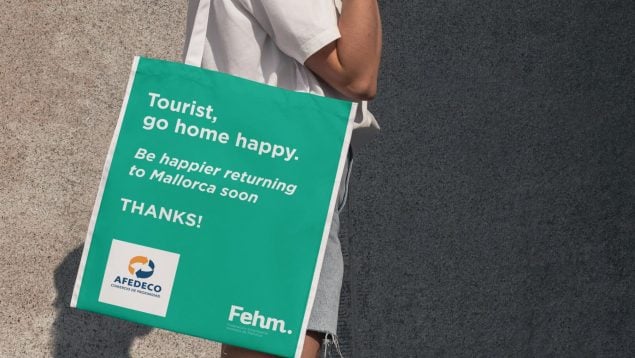 Tourist,
go home happy.
Be happier returning
to Mallorca soon
THANKS!
AFEDECO
Fehm.